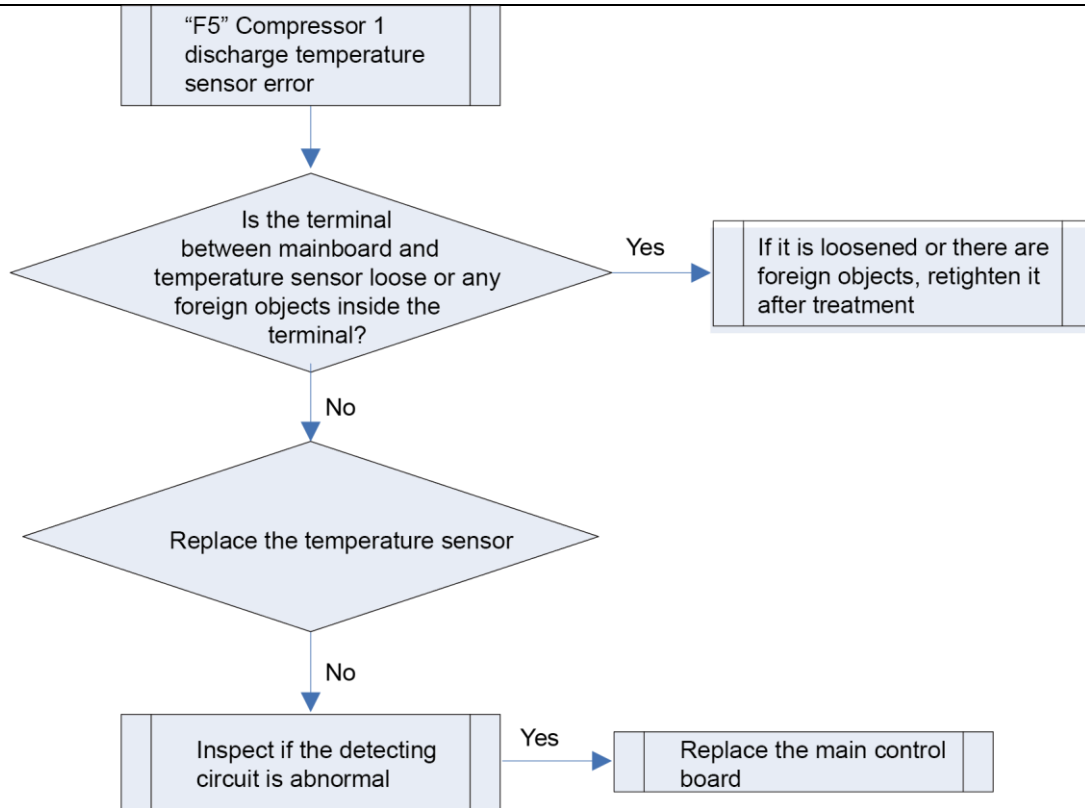 “F5” Compressor 1
discharge temperature
sensor error
Is the terminal
between mainboard and
temperature sensor loose or any
foreign objects inside the
terminal?
Yes
If it is loosened or there are
foreign objects, retighten it
after treatment
No
Replace the temperature sensor
No
Inspect if the detecting
circuit is abnormal
Yes
Replace the main control
board